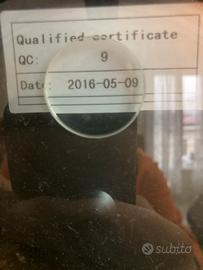 Qualified certificate
QC: 9
Date: 2016-05-09
subito